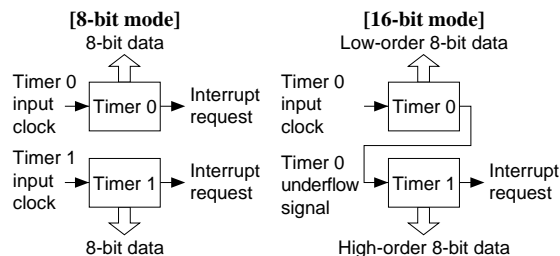 [8-bit mode]
8-bit data
Timer 0
input
clock
Timer 0
Interrupt
request
Timer 1
input
clock
Timer 1
Interrupt
request
8-bit data
[16-bit mode]
Low-order 8-bit data
Timer 0
input
clock
Timer 0
Timer 0
underflow
signal
Timer 1
Interrupt
request
High-order 8-bit data